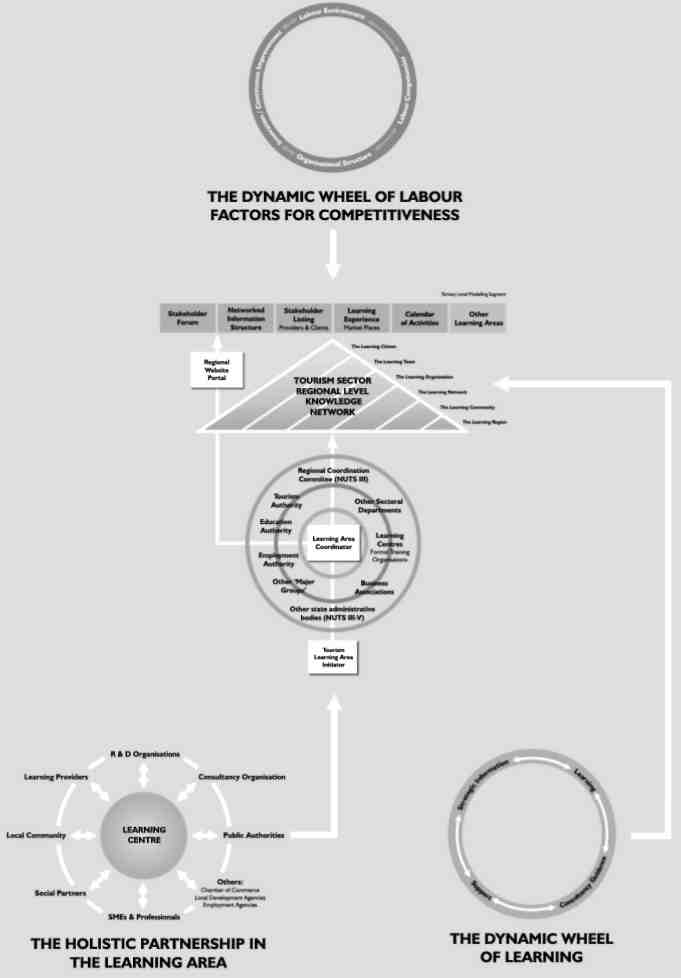 Labour Environment
Continuous Improvement
Organisational Structure
THE DYNAMIC WHEEL OF LABOUR
FACTORS FOR COMPETITIVENESS
Tertiary Level Modelling Segment
Stakeholder
Forum
Networked
Information
Structure
Stakeholder
Listing
Providers & Clients
Learning
Experience
Market Places
Calendar
of Activities
Other
Learning Areas
Regional
Website
Portal
The Learning Citizen
The Learning Team
The Learning Organisation
The Learning Network
The Learning Community
The Learning Region
TOURISM SECTOR
REGIONAL LEVEL
KNOWLEDGE
NETWORK
Regional Coordination
Committee (NUTS III)
Tourism
Authority
Other Sectoral
Departments
Education
Authority
Learning Area
Coordinator
Learning
Centres
Formal Training
Organisations
Employment
Authority
Other 'Major
Groups'
Business
Associations
Other state administrative
bodies (NUTS III-V)
Tourism
Learning Area
Initiator
R & D Organisations
Learning Providers
Consultancy Organisation
Local Community
LEARNING
CENTRE
Public Authorities
Social Partners
Others:
Chamber of Commerce
Local Development Agencies
Employment Agencies
SMEs & Professionals
THE HOLISTIC PARTNERSHIP IN
THE LEARNING AREA
Strategic Information
Learning
Support
Consultancy Guidance
THE DYNAMIC WHEEL
OF LEARNING